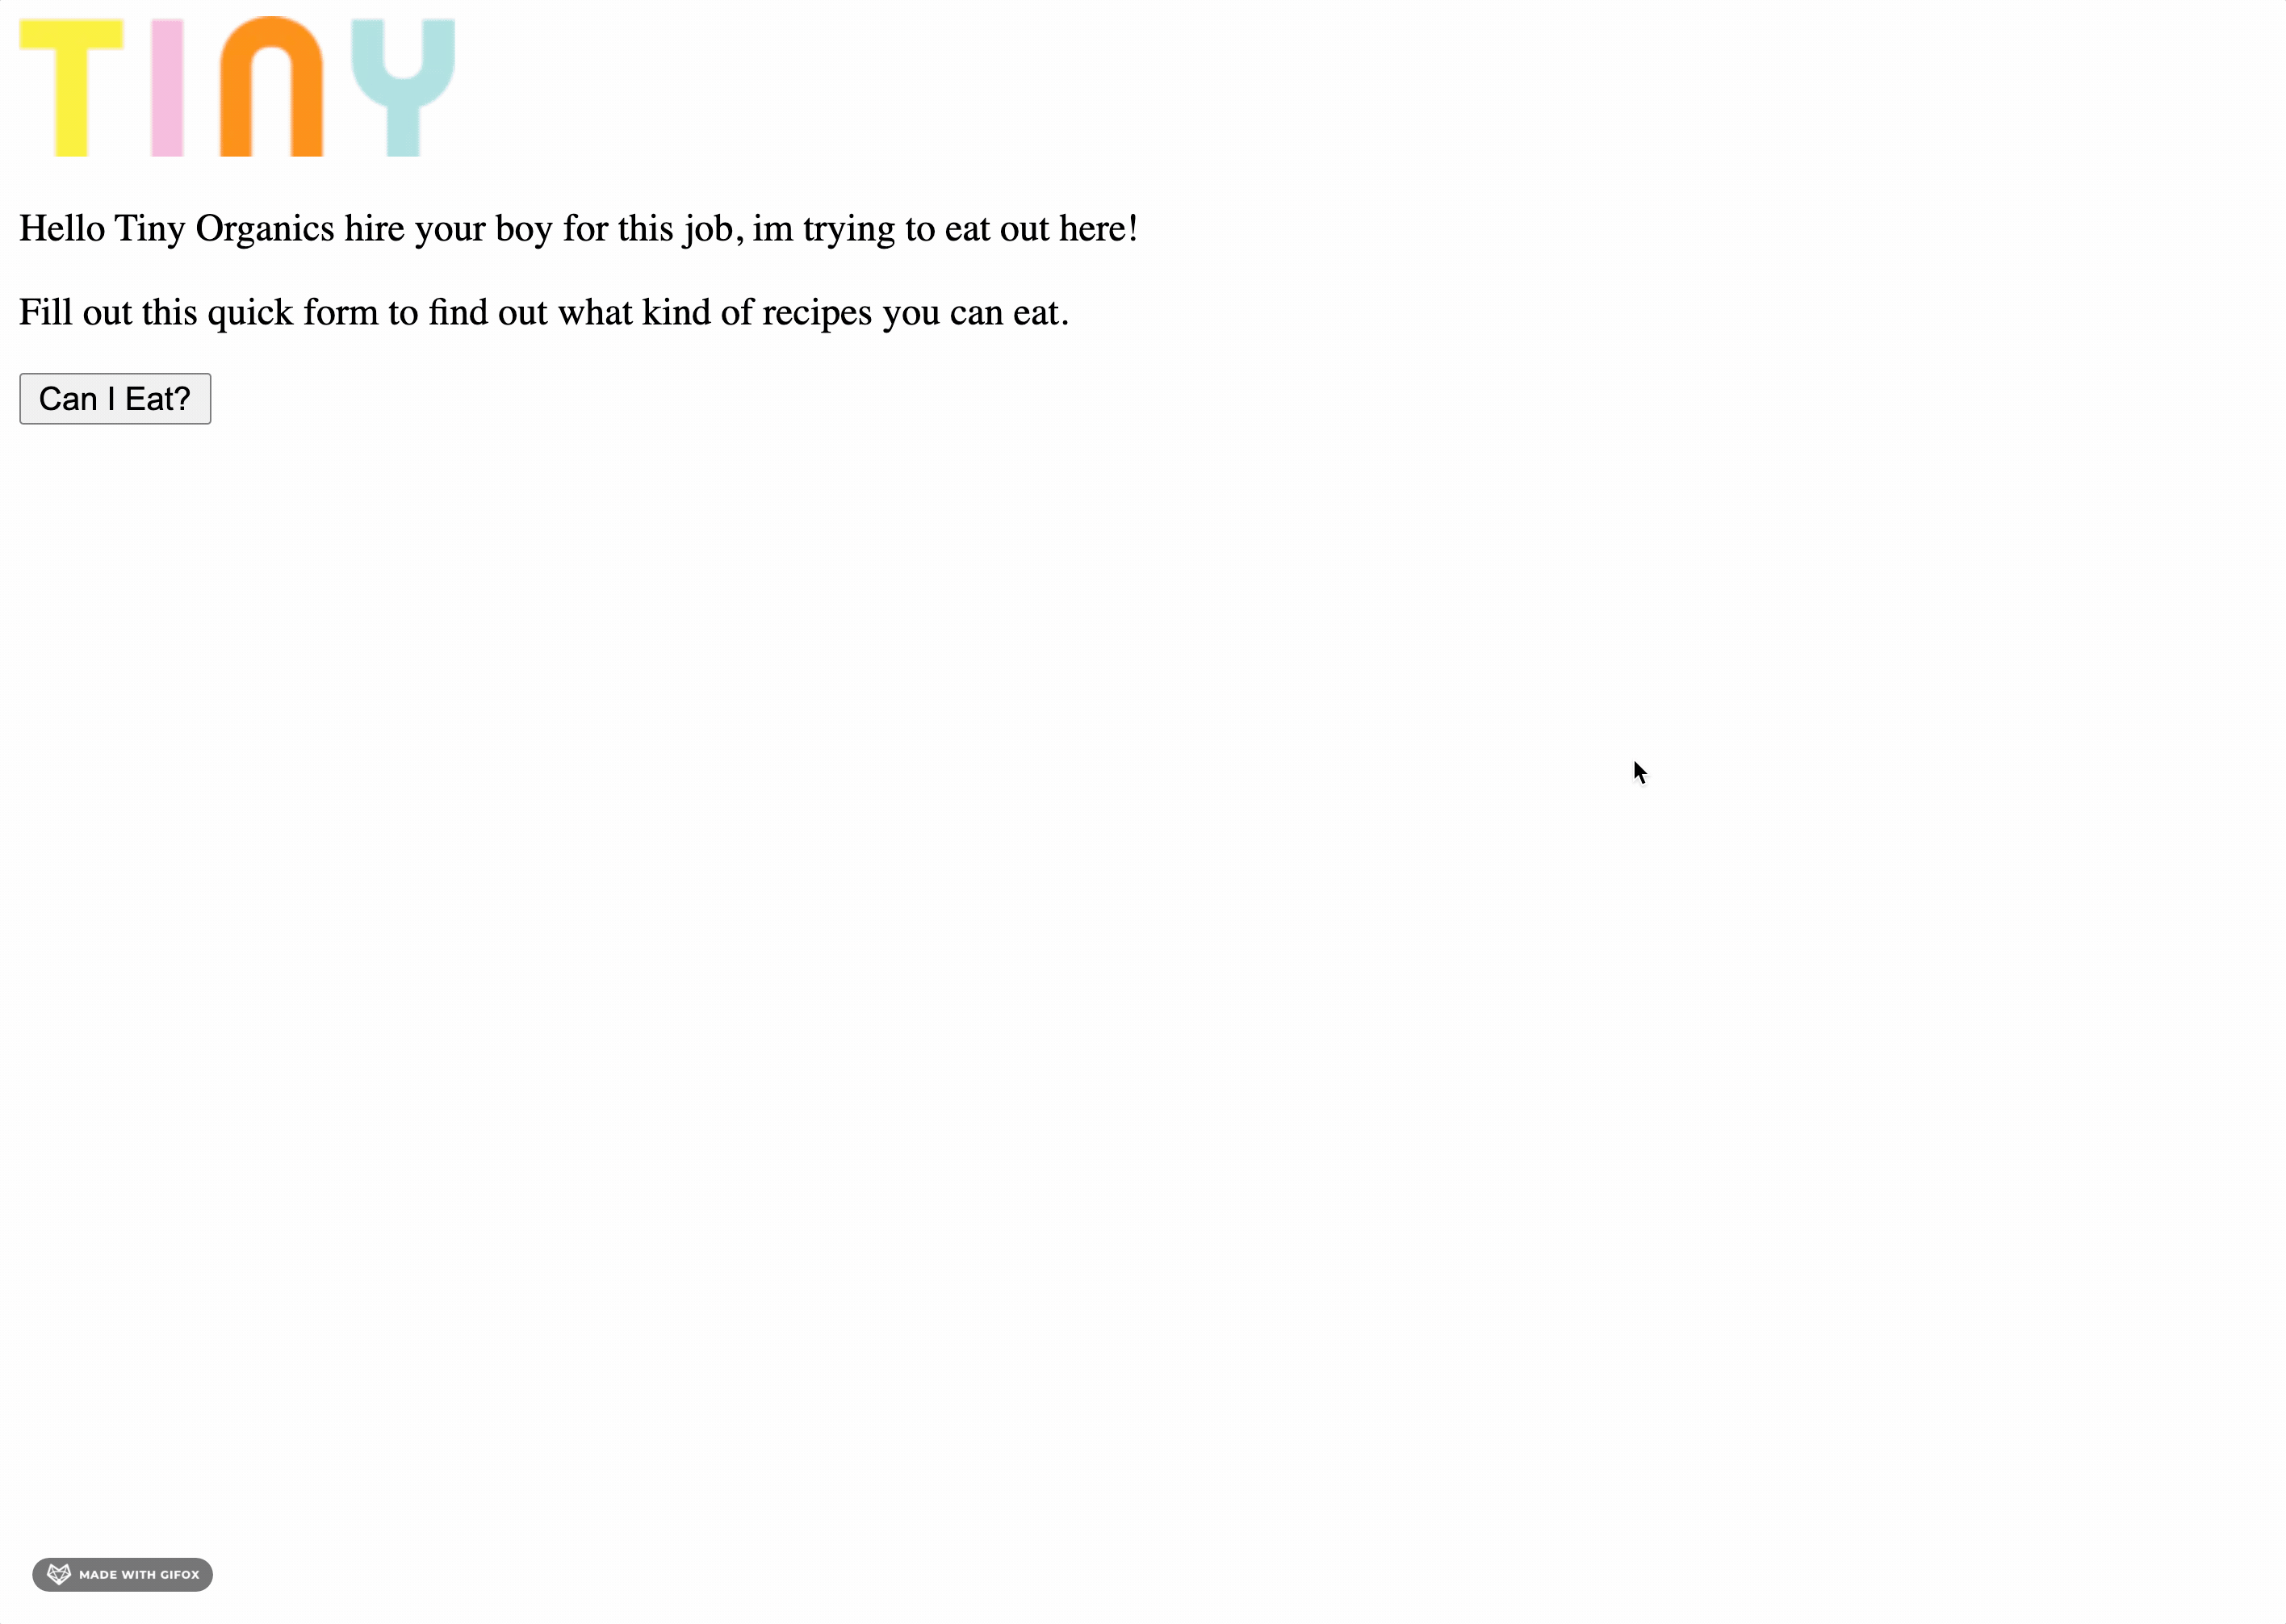 TINY
Hello Tiny Organics hire your boy for this job, im trying to eat out here!
Fill out this quick form to find out what kind of recipes you can eat.
Can I Eat?
MADE WITH GIFOX